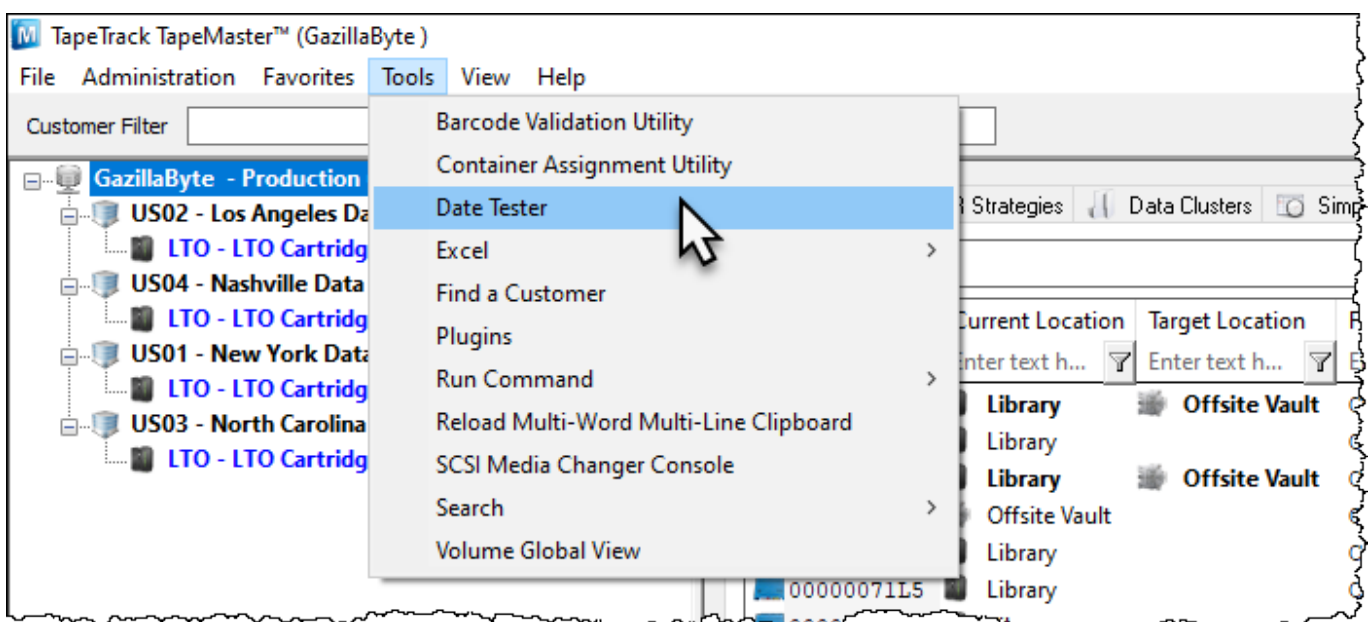 TapeTrack TapeMaster™ (GazillaByte )
File Administration Favorites Tools View Help
Customer Filter
Barcode Validation Utility
Container Assignment Utility
Date Tester
Excel
Find a Customer
Plugins
Run Command
Reload Multi-Word Multi-Line Clipboard
SCSI Media Changer Console
Search
Volume Global View
GazillaByte - Production
US02 - Los Angeles Da
LTO - LTO Cartridg
US04 - Nashville Data
LTO - LTO Cartridg
US01 - New York Data
LTO - LTO Cartridg
US03 - North Carolina
LTO - LTO Cartridg
Strategies Data Clusters Simp
Current Location Target Location
Enter text h... Enter text h...
Library Offsite Vault
Library
Library Offsite Vault
Offsite Vault
Library
00000071L5 Library